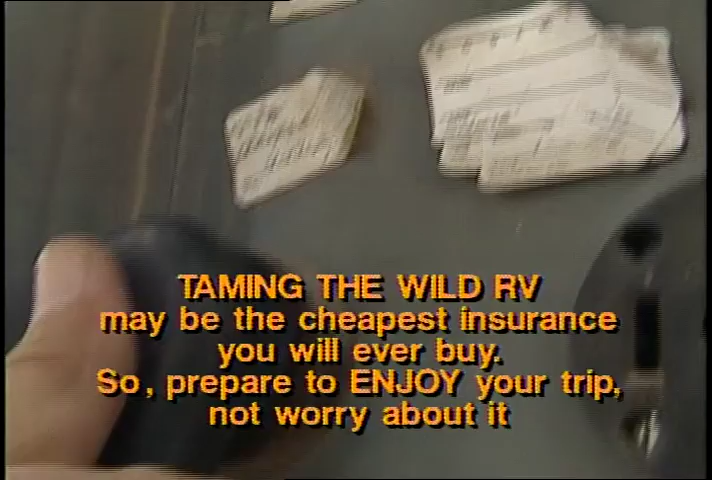 TAMING THE WILD RV
may be the cheapest insurance
you will ever buy.
So, prepare to ENJOY your trip,
not worry about it